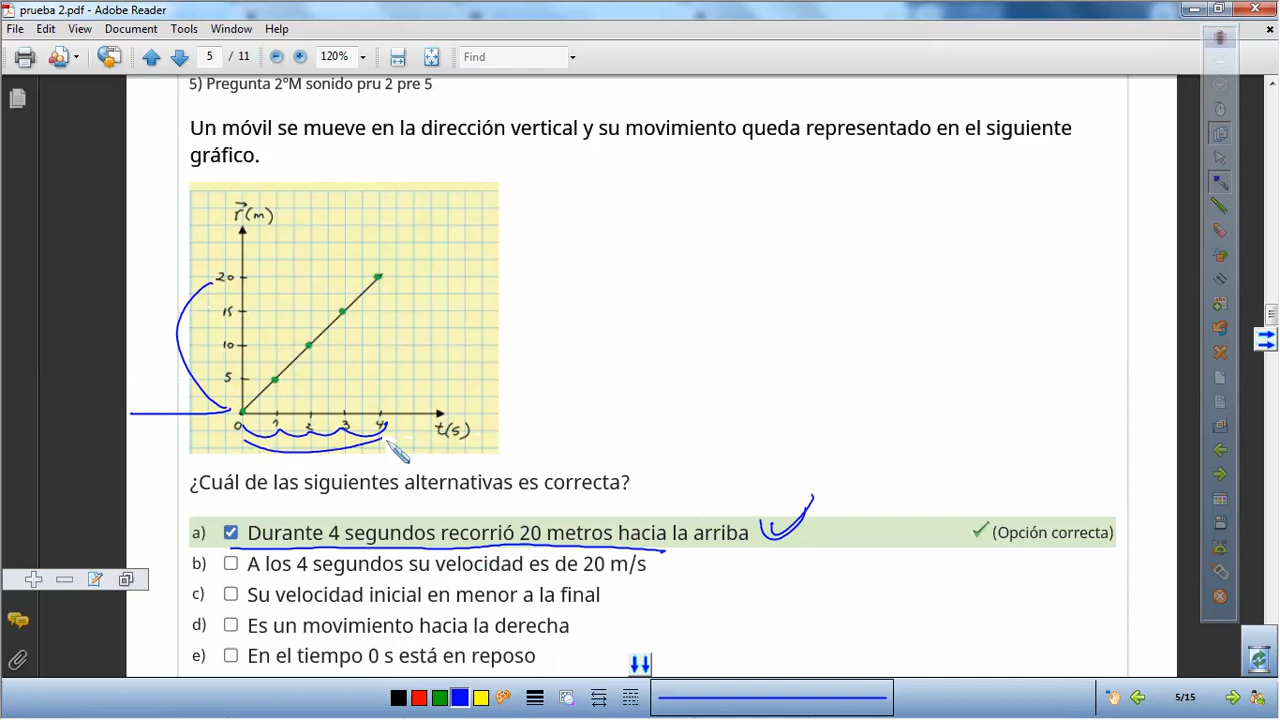 prueba 2.pdf - Adobe Reader
File Edit View Document Tools Window Help
5 / 11 120% Find
5) Pregunta 2ºM sonido pru 2 pre 5
Un móvil se mueve en la dirección vertical y su movimiento queda representado en el siguiente
gráfico.
r(m)
20
15
10
5
0 1 2 3 4 t(s)
¿Cuál de las siguientes alternativas es correcta?
a) Durante 4 segundos recorrió 20 metros hacia la arriba (Opción correcta)
b) A los 4 segundos su velocidad es de 20 m/s
c) Su velocidad inicial en menor a la final
d) Es un movimiento hacia la derecha
e) En el tiempo 0 s está en reposo
5/15